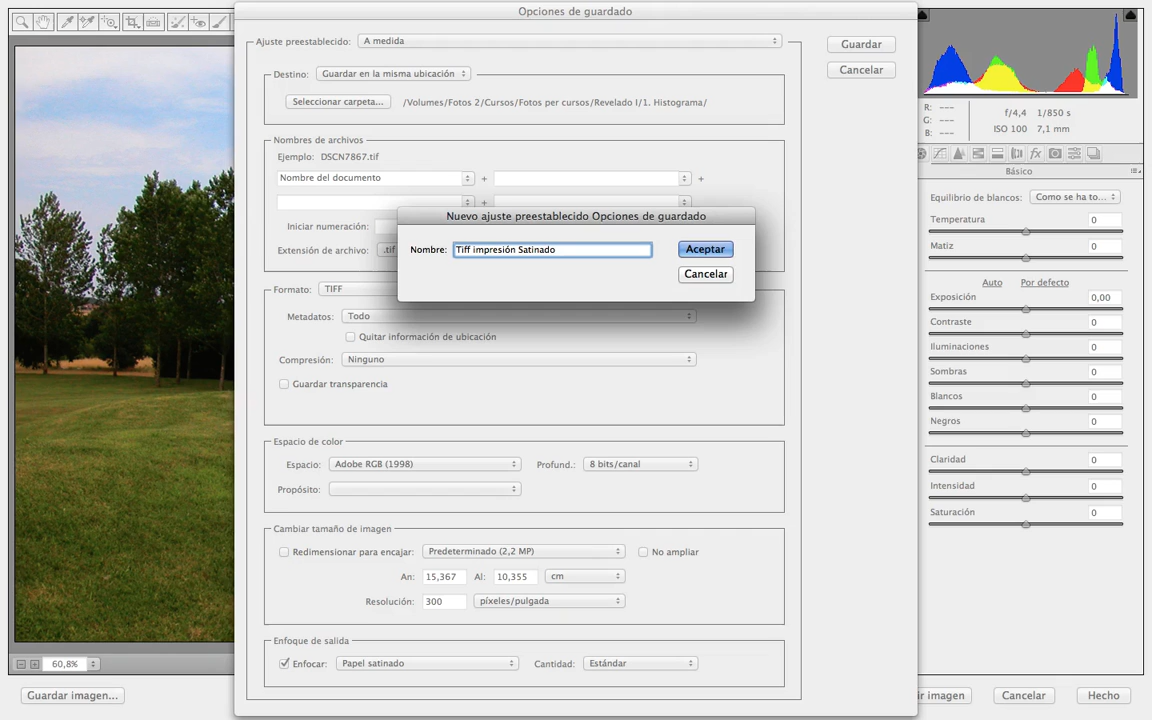 Opciones de guardado
Ajuste preestablecido: A medida
Guardar
Cancelar
Destino: Guardar en la misma ubicación
Seleccionar carpeta... /Volumes/Fotos 2/Cursos/Fotos per cursos/Revelado I/1. Histograma/
Nombres de archivos
Ejemplo: DSCN7867.tif
Nombre del documento + +
+
Iniciar numeración:
Extensión de archivo: .tif
Nuevo ajuste preestablecido Opciones de guardado
Nombre: Tiff impresión Satinado Aceptar
Cancelar
Formato: TIFF
Metadatos: Todo
Quitar información de ubicación
Compresión: Ninguno
Guardar transparencia
Espacio de color
Espacio: Adobe RGB (1998) Profund.: 8 bits/canal
Propósito:
Cambiar tamaño de imagen
Redimensionar para encajar: Predeterminado (2,2 MP) No ampliar
An: 15,367 Al: 10,355 cm
Resolución: 300 píxeles/pulgada
Enfoque de salida
Enfocar: Papel satinado Cantidad: Estándar
R: ---
G: ---
B: ---
f/4,4 1/850 s
ISO 100 7,1 mm
fx
Básico
Equilibrio de blancos: Como se ha to...
Temperatura 0
Matiz 0
Auto Por defecto
Exposición 0,00
Contraste 0
Iluminaciones 0
Sombras 0
Blancos 0
Negros 0
Claridad 0
Intensidad 0
Saturación 0
60,8%
Guardar imagen...
ir imagen Cancelar Hecho